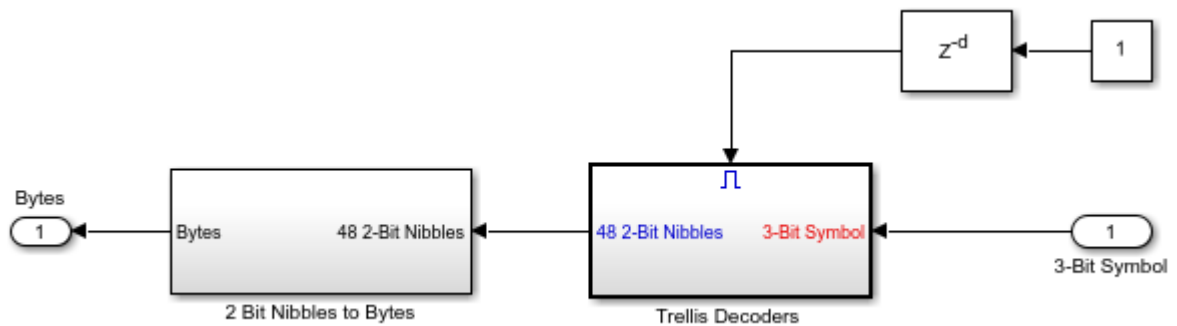 z-d
1
Bytes
1
Bytes
48 2-Bit Nibbles
48 2-Bit Nibbles
3-Bit Symbol
1
3-Bit Symbol
2 Bit Nibbles to Bytes
Trellis Decoders